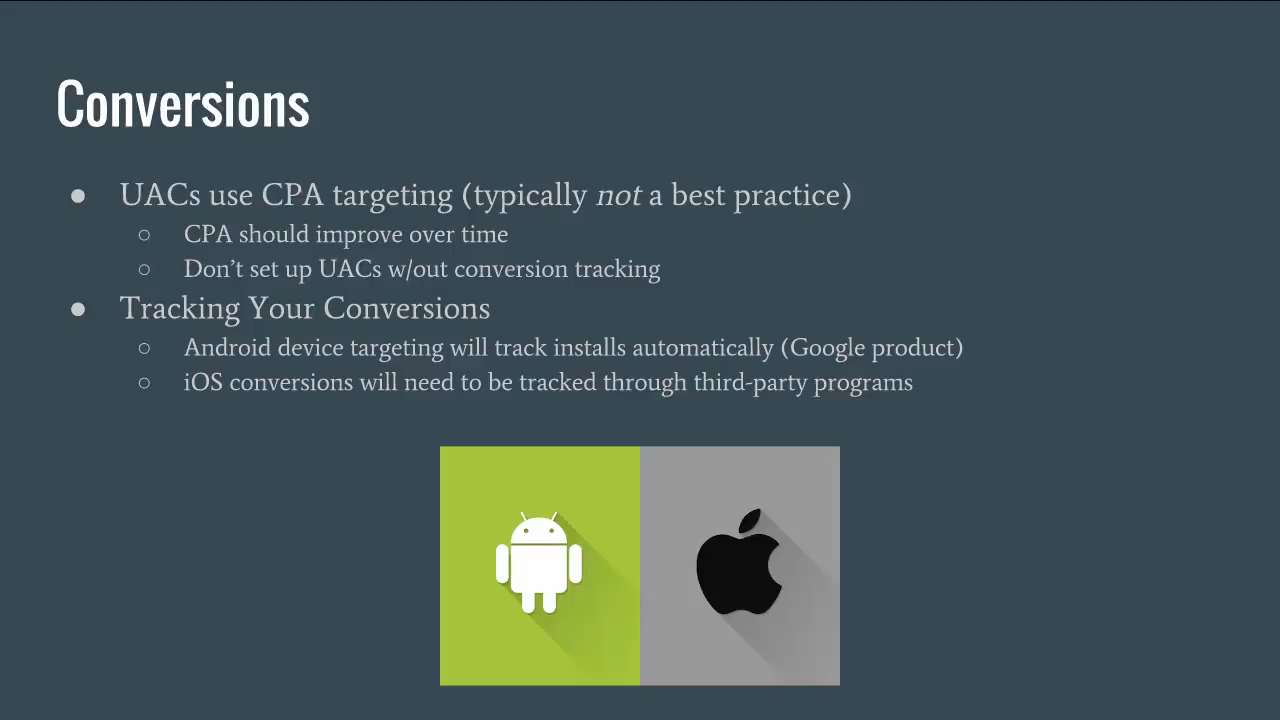 Conversions
● UACs use CPA targeting (typically not a best practice)
○ CPA should improve over time
○ Don’t set up UACs w/out conversion tracking
● Tracking Your Conversions
○ Android device targeting will track installs automatically (Google product)
○ iOS conversions will need to be tracked through third-party programs